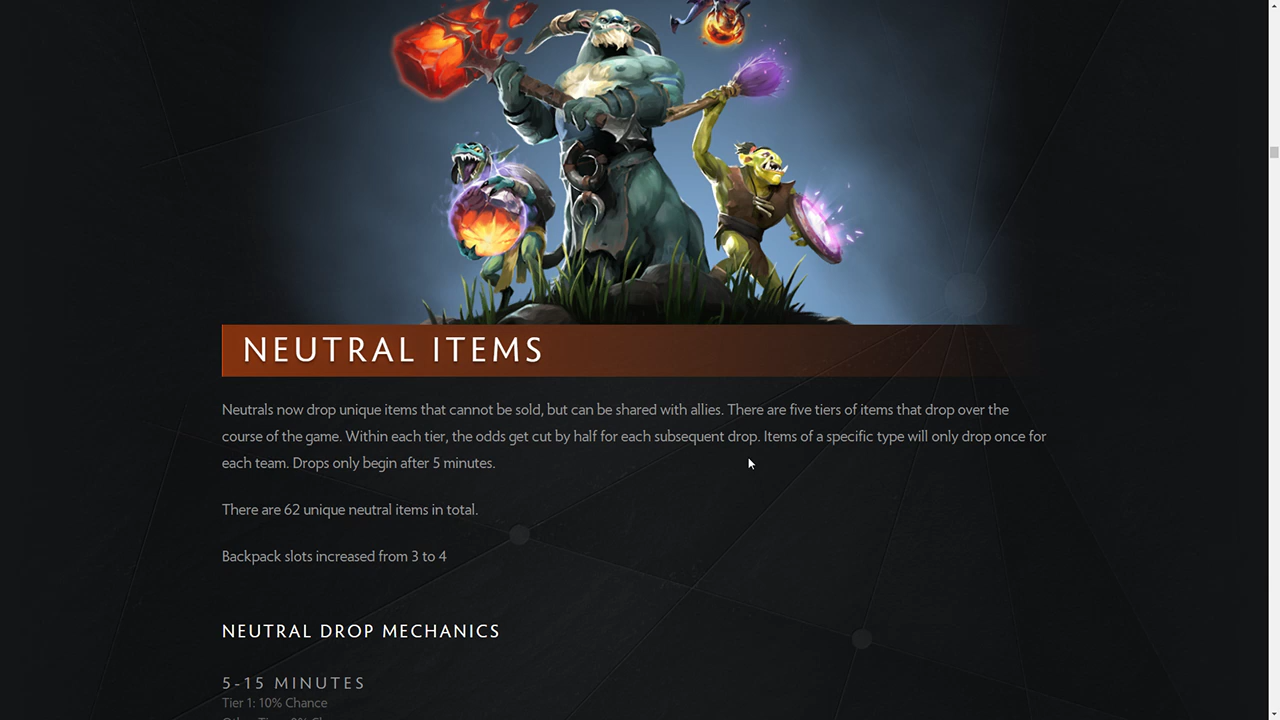 NEUTRAL ITEMS
Neutrals now drop unique items that cannot be sold, but can be shared with allies. There are five tiers of items that drop over the
course of the game. Within each tier, the odds get cut by half for each subsequent drop. Items of a specific type will only drop once for
each team. Drops only begin after 5 minutes.
There are 62 unique neutral items in total.
Backpack slots increased from 3 to 4
NEUTRAL DROP MECHANICS
5-15 MINUTES
Tier 1: 10% Chance